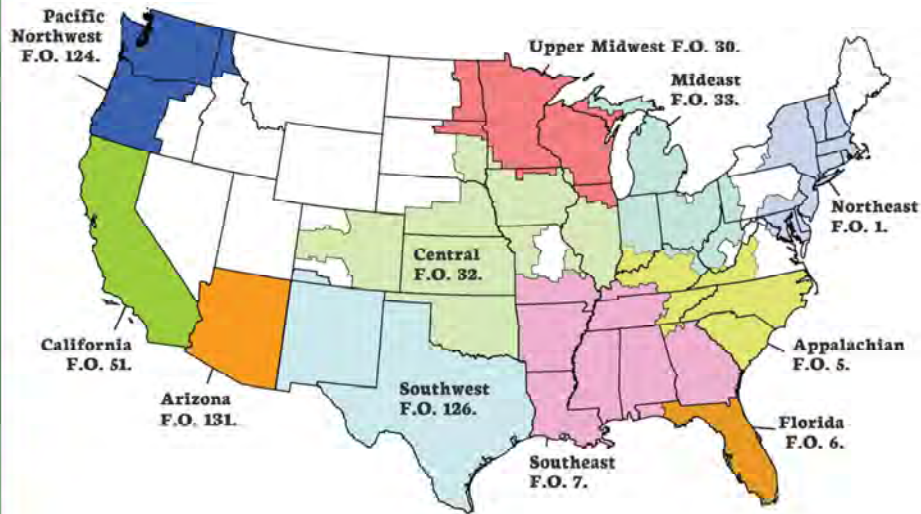 Pacific
Northwest
F.O. 124.
Upper Midwest F.O. 30.
Mideast
F.O. 33.
Northeast
F.O. 1.
Central
F.O. 32.
California
F.O. 51.
Appalachian
F.O. 5.
Arizona
F.O. 131.
Southwest
F.O. 126.
Florida
F.O. 6.
Southeast
F.O. 7.